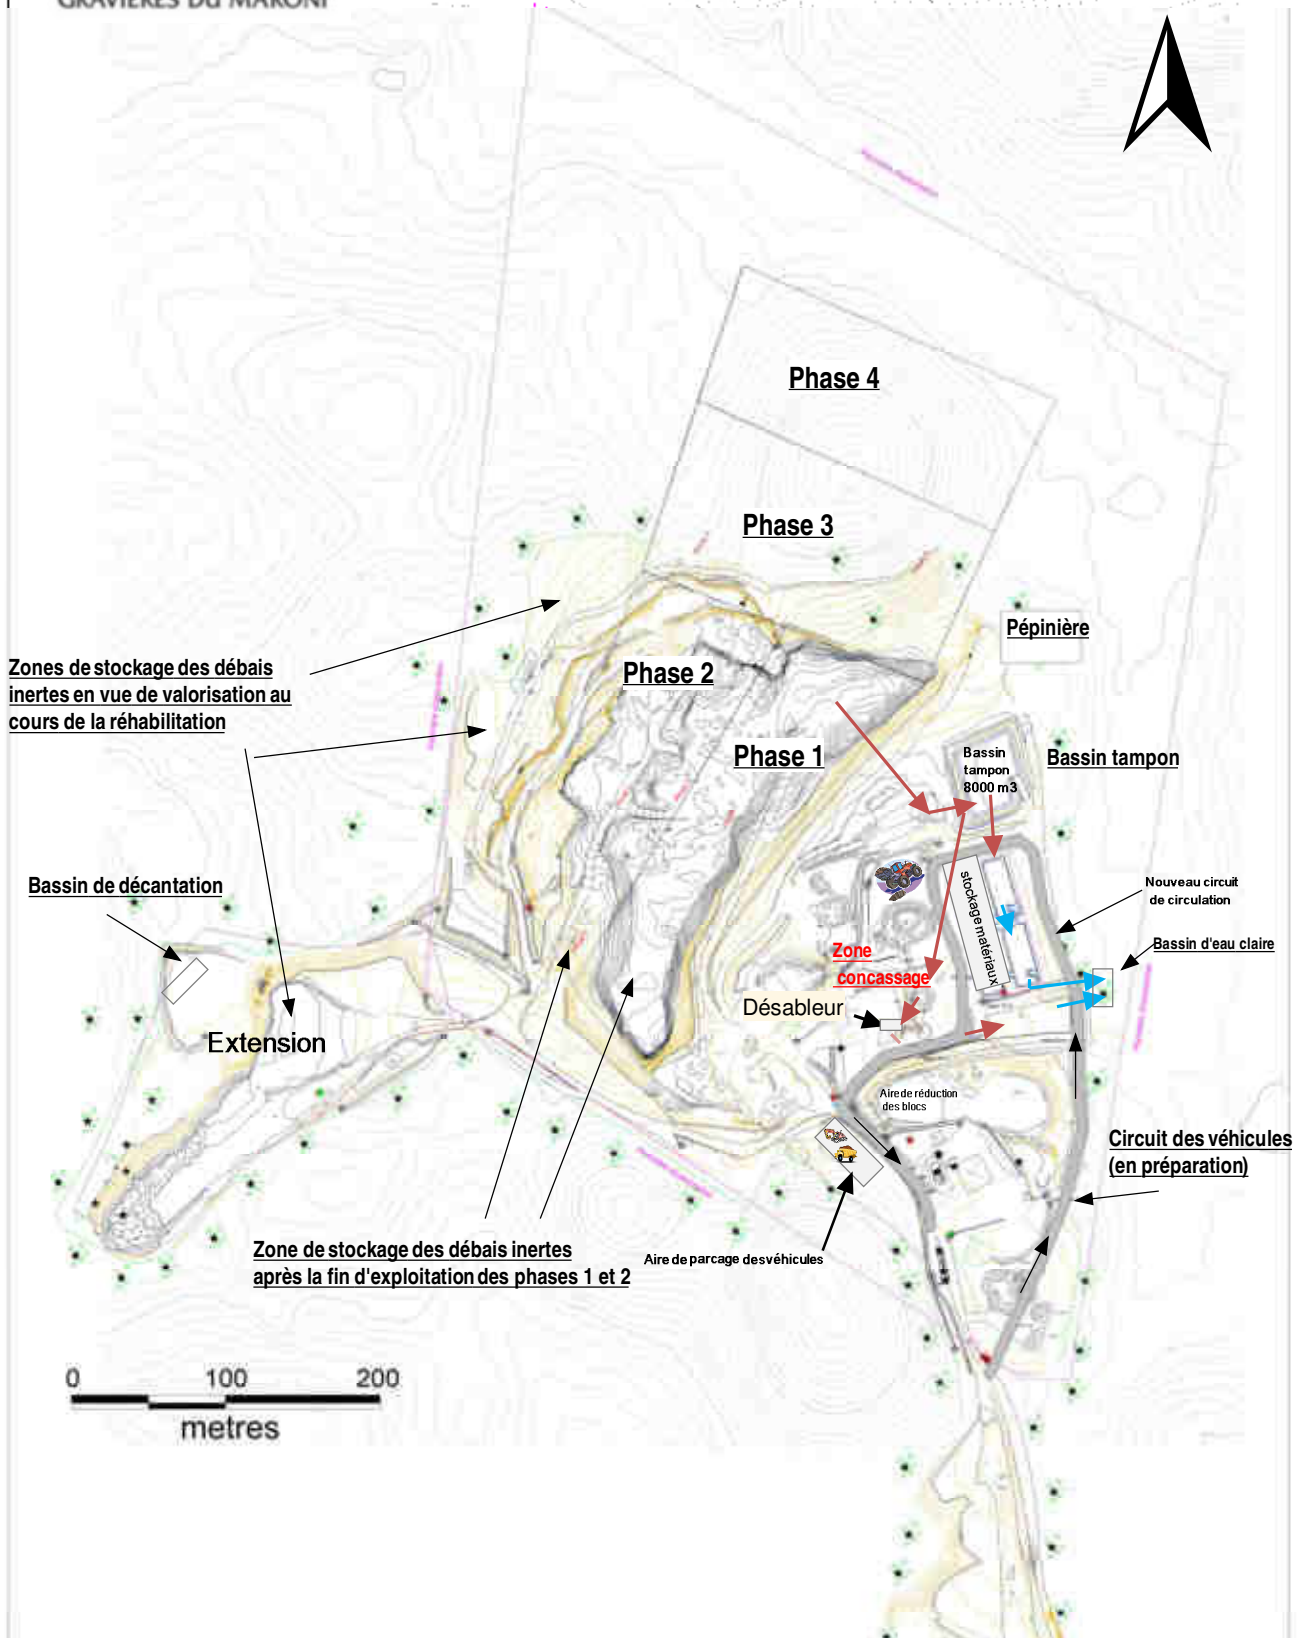 GRAVIÈRES DU MARONI
Phase 4
Phase 3
Pépinière
Zones de stockage des débais
inertes en vue de valorisation au
cours de la réhabilitation
Phase 2
Phase 1
Bassin
tampon
8000 m3
Bassin tampon
Bassin de décantation
Nouveau circuit
de circulation
stockage matériaux
Bassin d'eau claire
Zone
concassage
Désableur
Extension
Aire de réduction
des blocs
Circuit des véhicules
(en préparation)
Zone de stockage des débais inertes
après la fin d'exploitation des phases 1 et 2
Aire de parcage des véhicules
0 100 200
metres